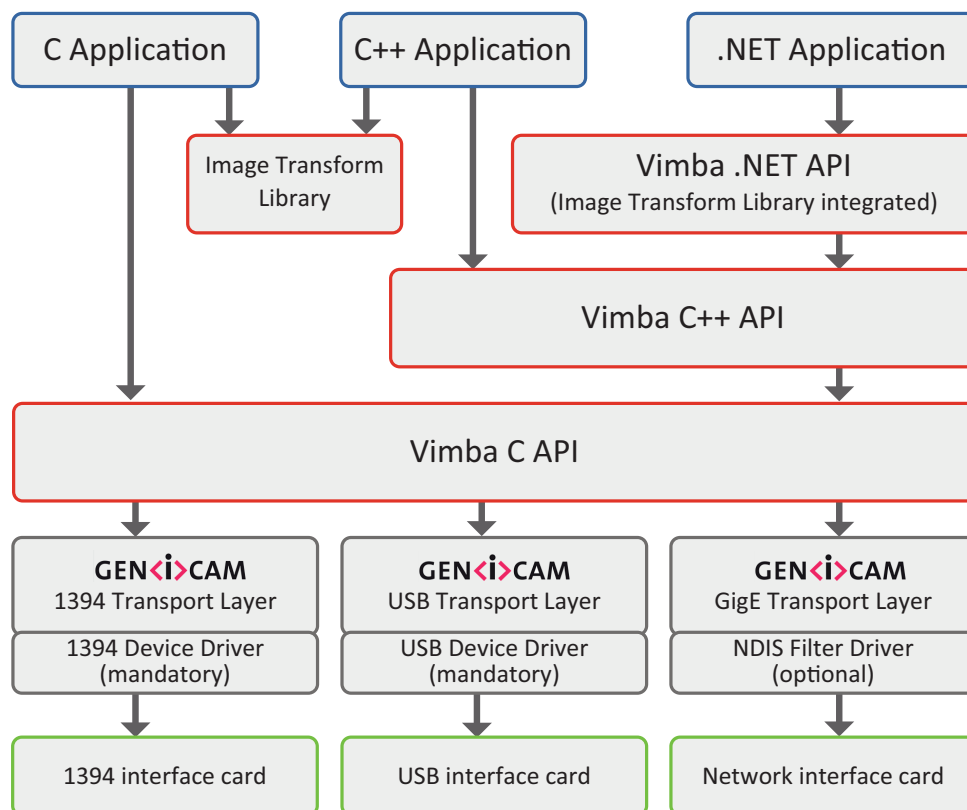 C Application
C++ Application
.NET Application
Image Transform
Library
Vimba .NET API
(Image Transform Library integrated)
Vimba C++ API
Vimba C API
GEN<i>CAM
1394 Transport Layer
GEN<i>CAM
USB Transport Layer
GEN<i>CAM
GigE Transport Layer
1394 Device Driver
(mandatory)
USB Device Driver
(mandatory)
NDIS Filter Driver
(optional)
1394 interface card
USB interface card
Network interface card